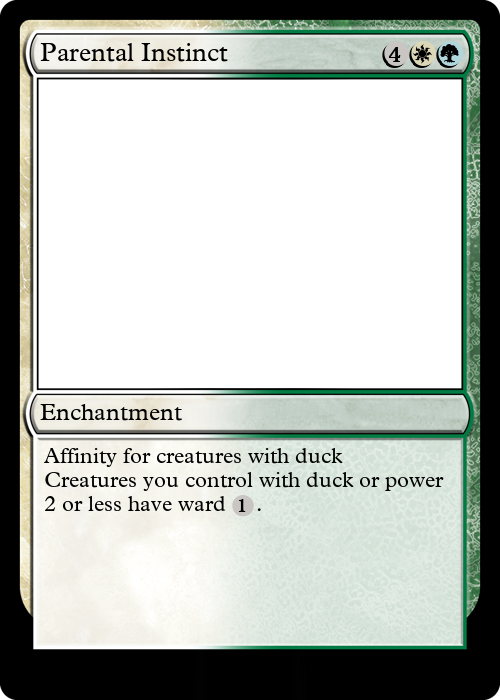 Parental Instinct 4
Enchantment
Affinity for creatures with duck
Creatures you control with duck or power
2 or less have ward 1.